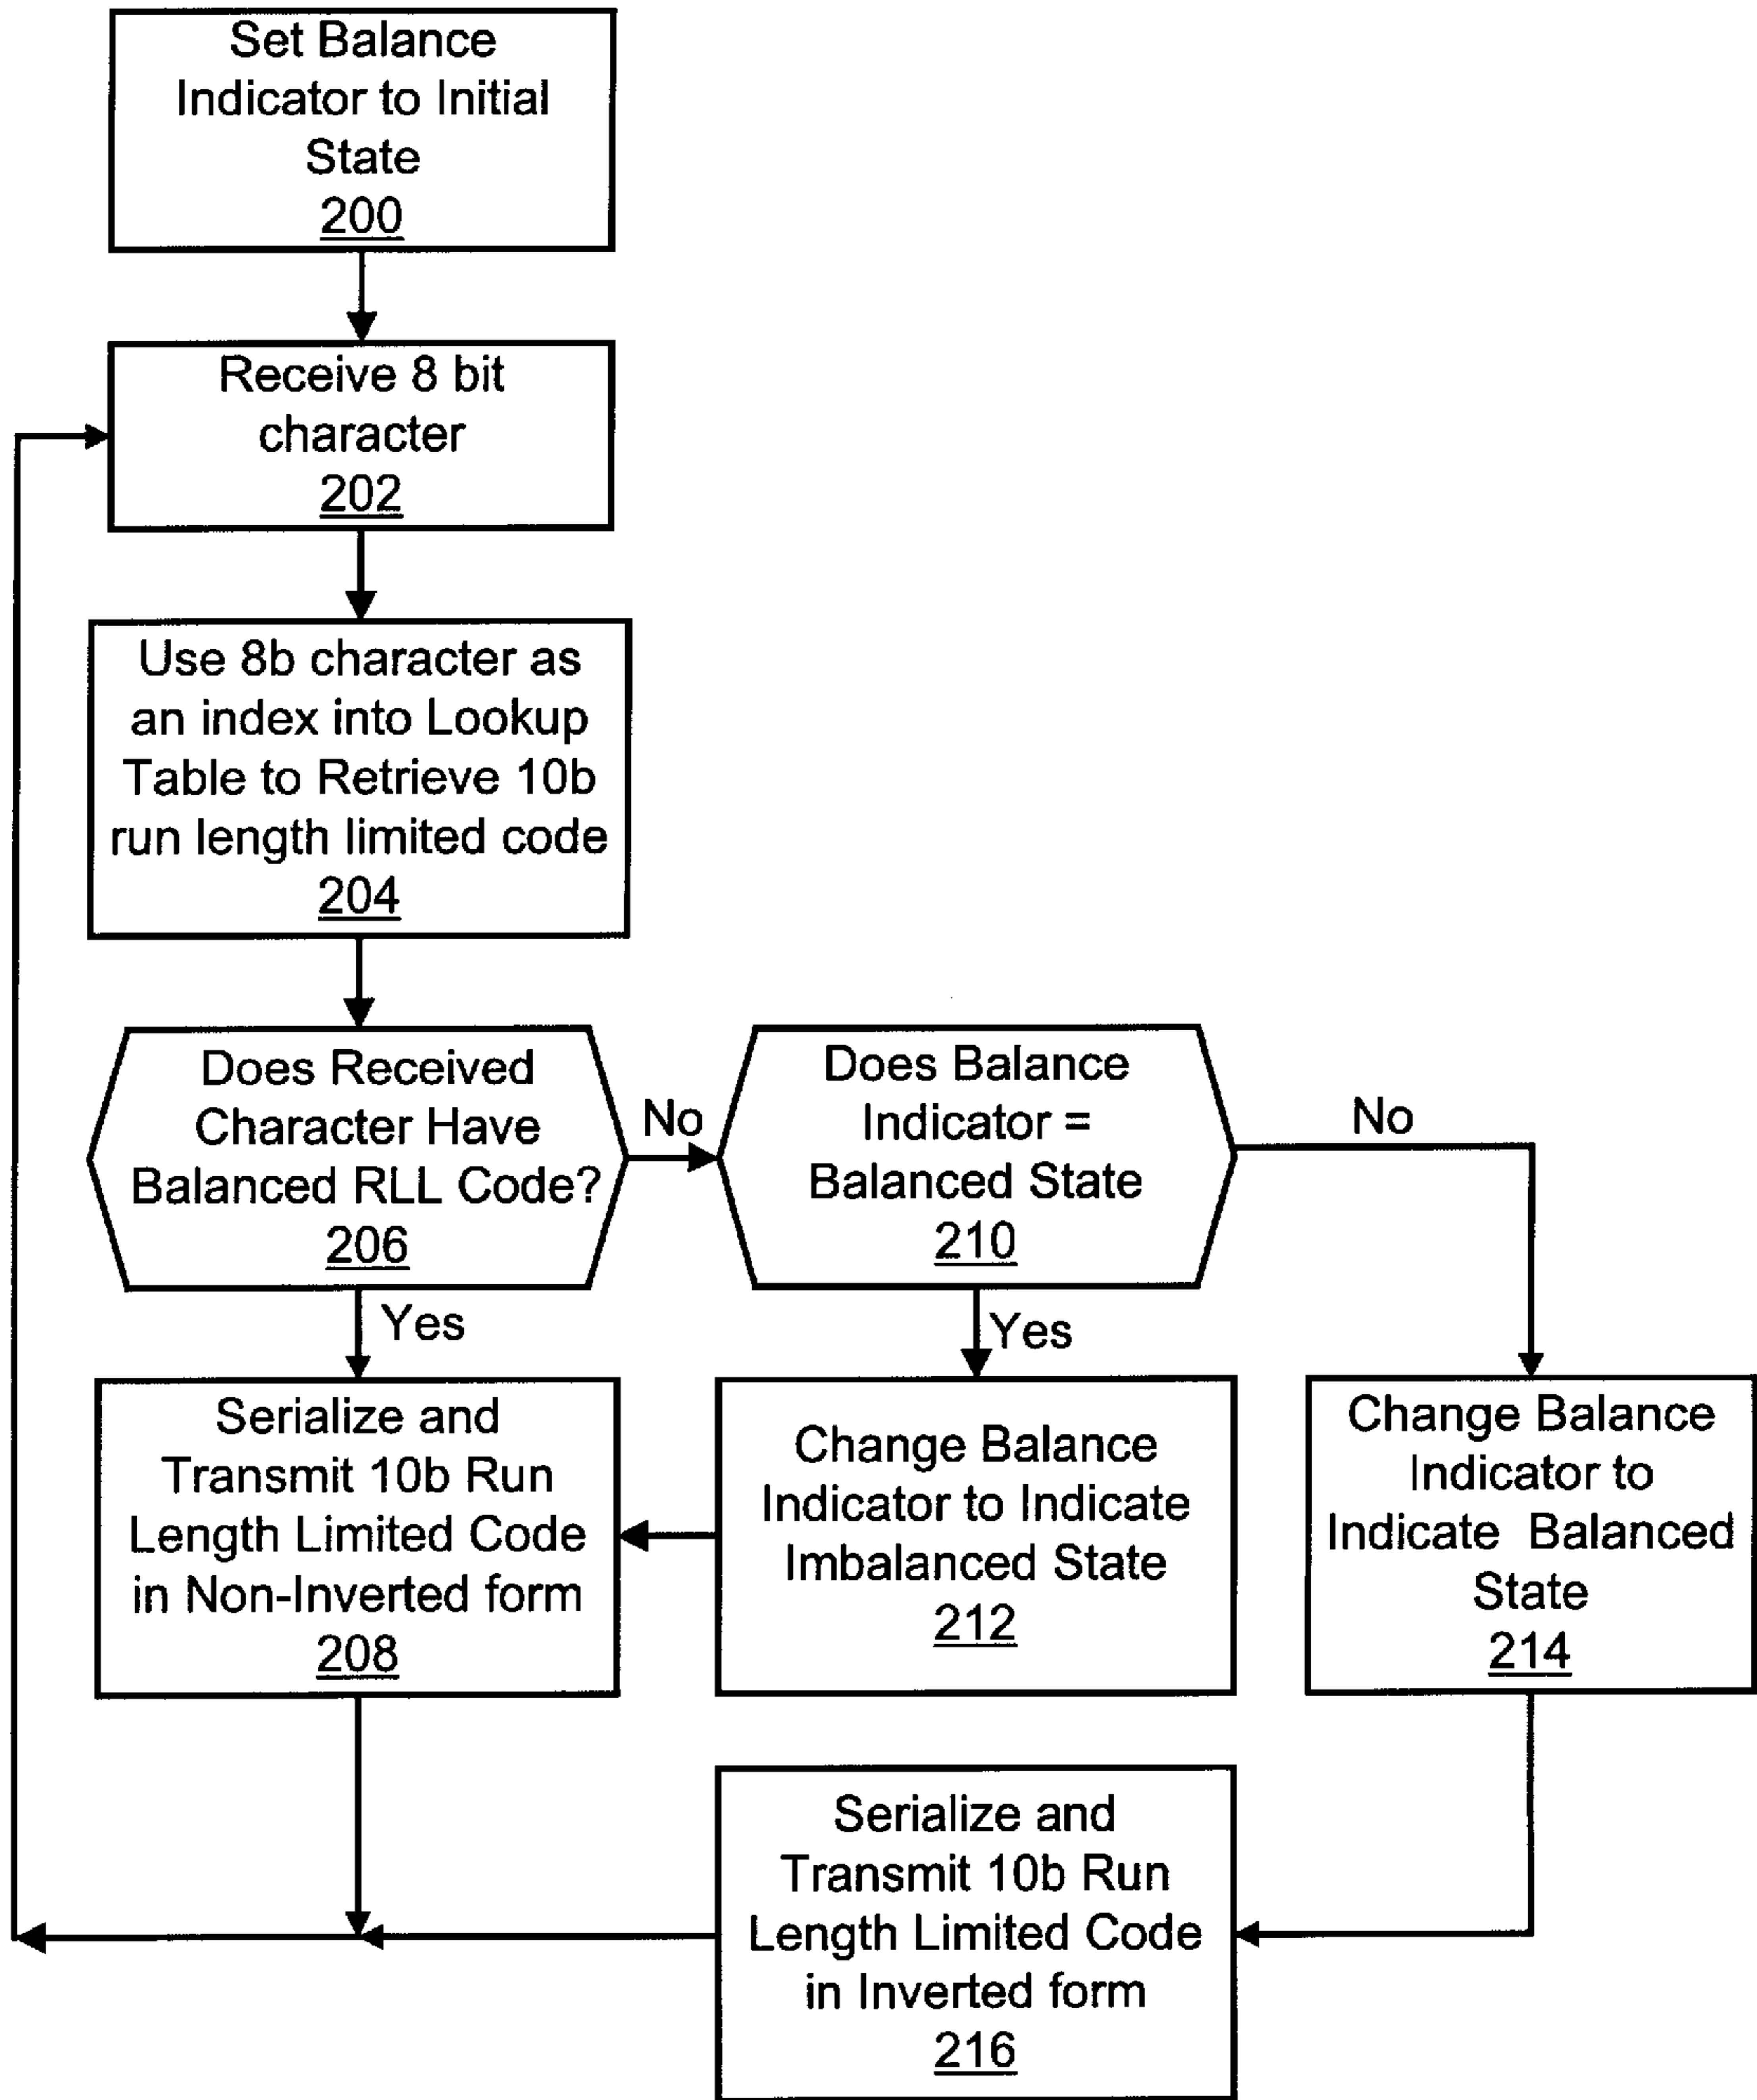 Set Balance
Indicator to Initial
State
200
Receive 8 bit
character
202
Use 8b character as
an index into Lookup
Table to Retrieve 10b
run length limited code
204
Does Received
Character Have
Balanced RLL Code?
206
No
Does Balance
Indicator =
Balanced State
210
No
Yes
Yes
Serialize and
Transmit 10b Run
Length Limited Code
in Non-Inverted form
208
Change Balance
Indicator to Indicate
Imbalanced State
212
Change Balance
Indicator to
Indicate Balanced
State
214
Serialize and
Transmit 10b Run
Length Limited Code
in Inverted form
216